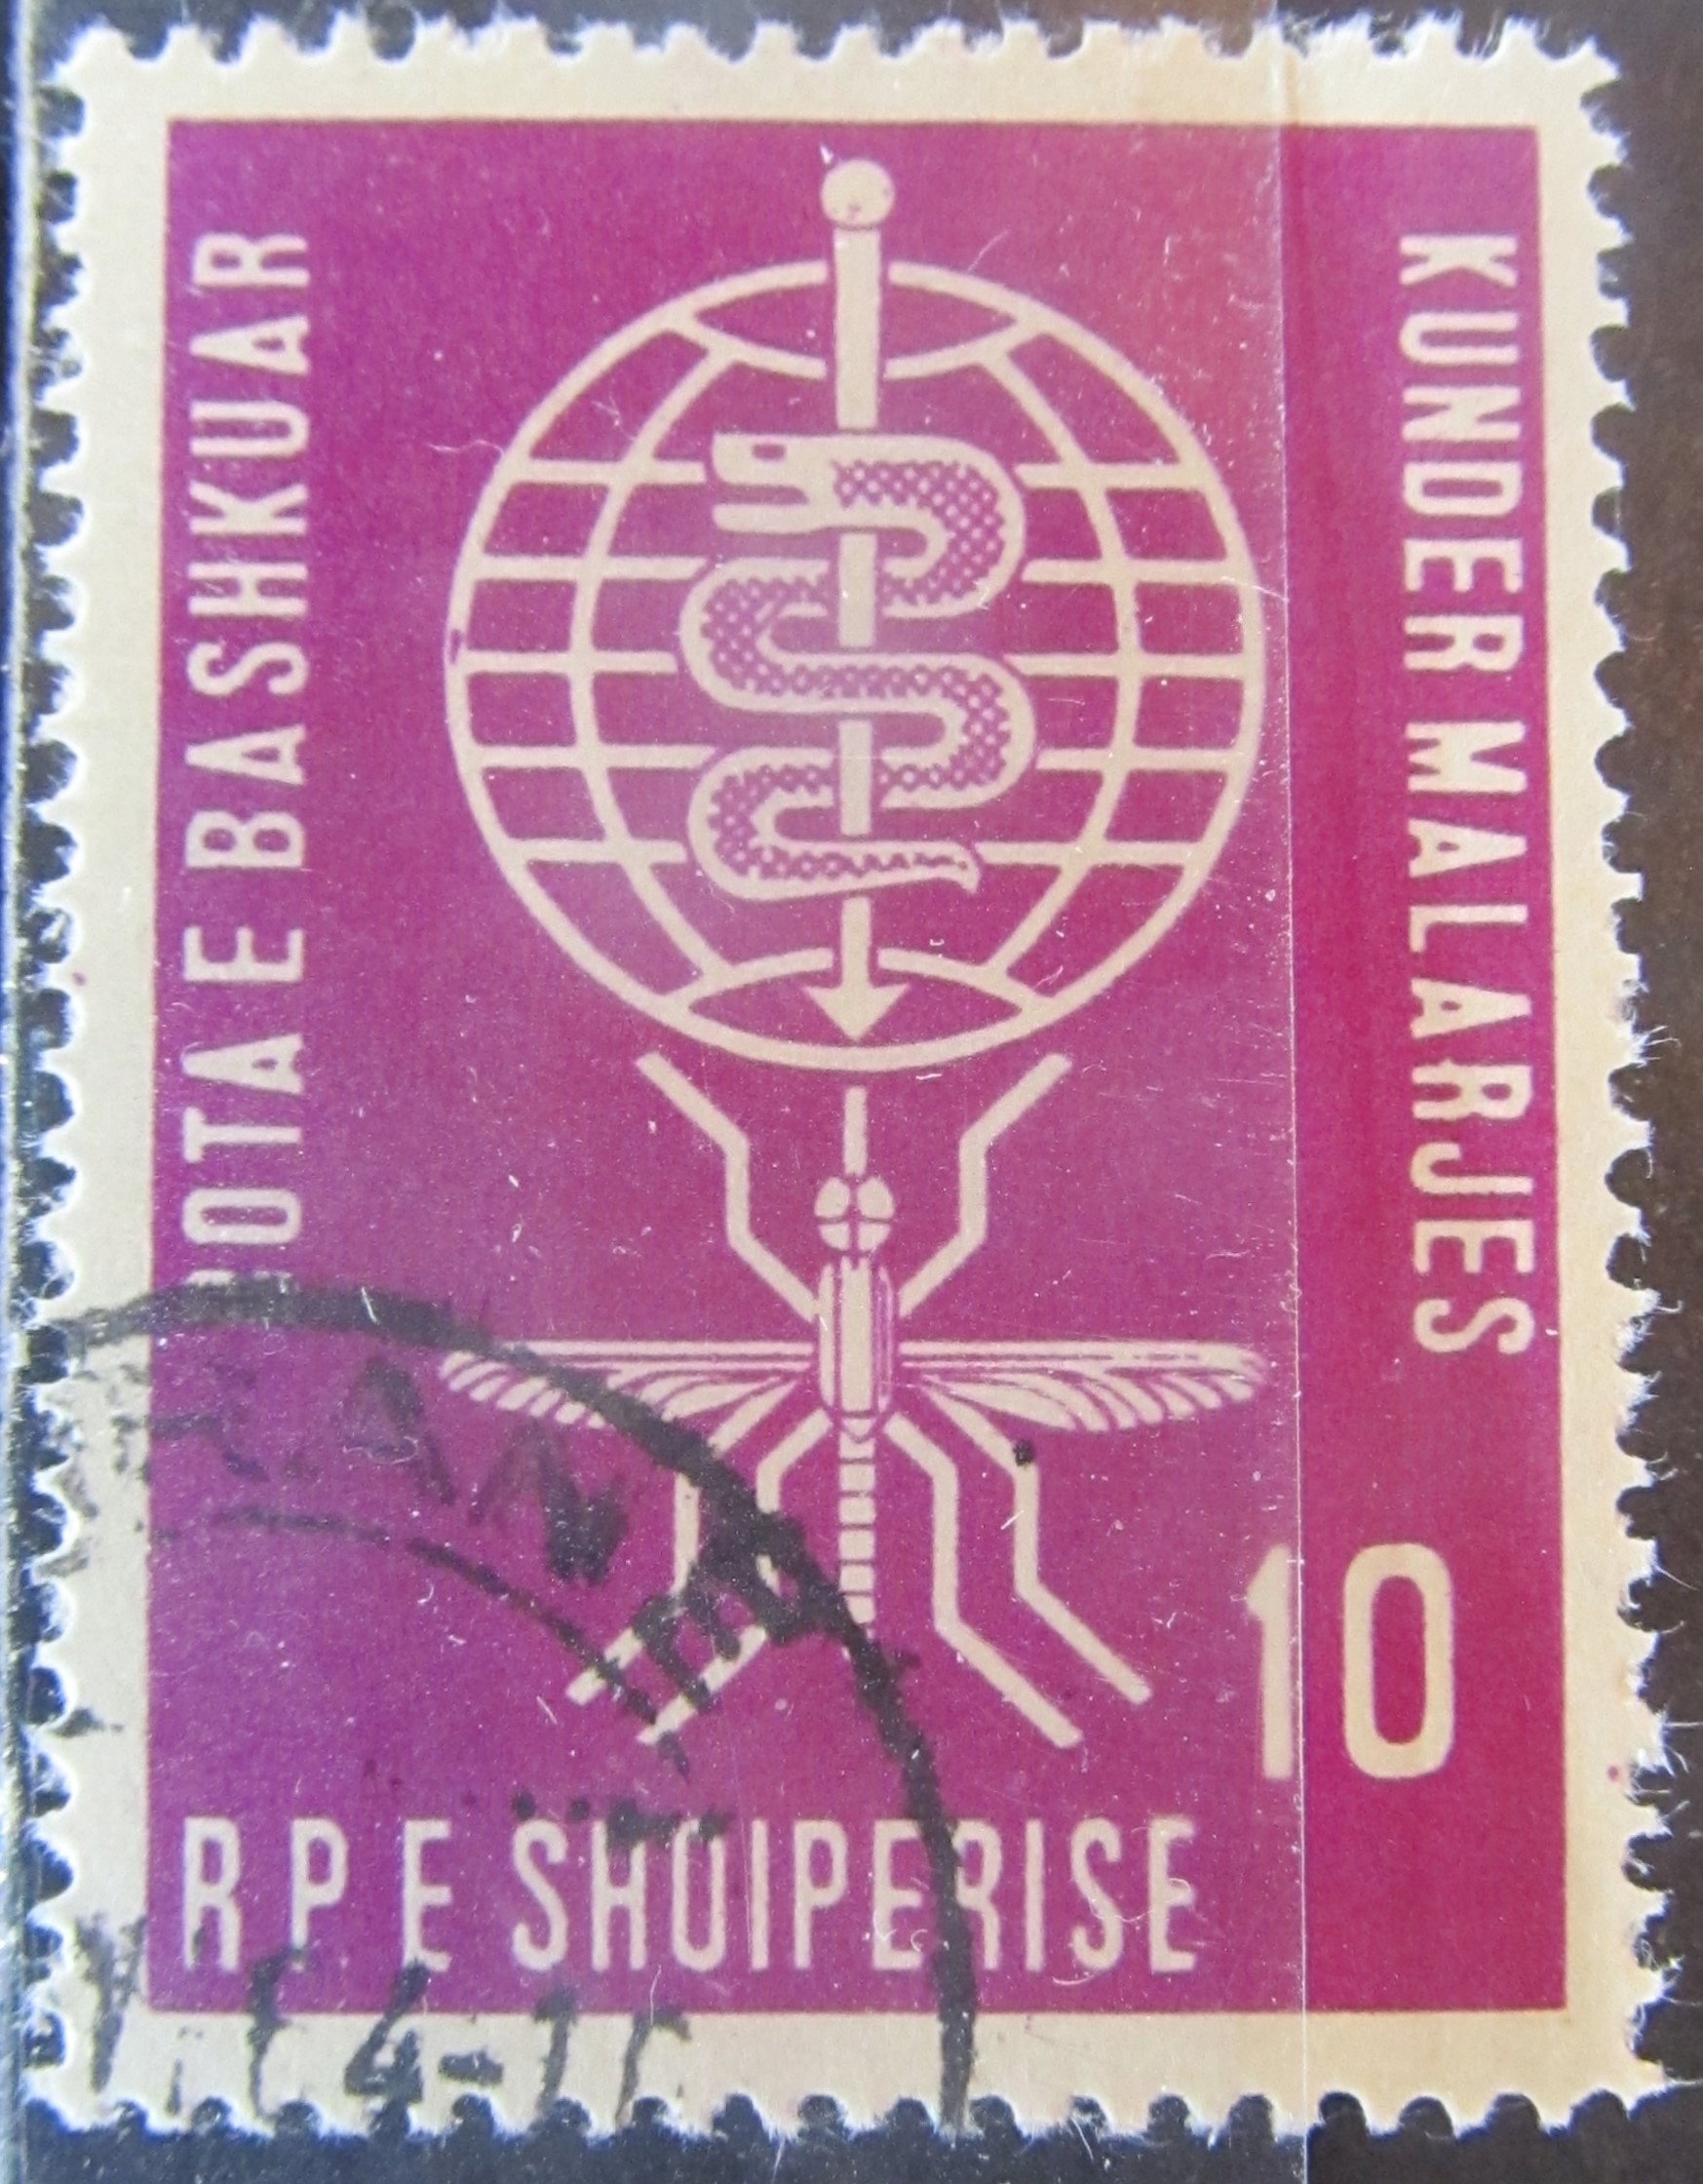 BOTA E BASHKUAR
KUNDER MALARJES
10
R P E SHQIPERISE